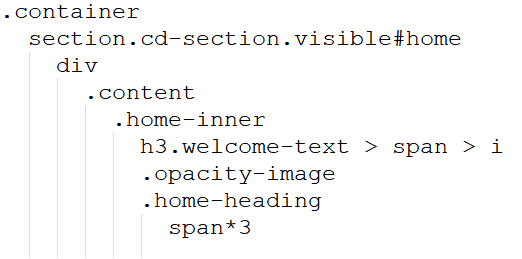 .container
section.cd-section.visible#home
div
.content
.home-inner
h3.welcome-text > span > i
.opacity-image
.home-heading
span*3